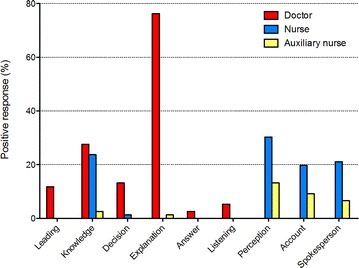 80
60
40
20
0
Positive response (%)
Doctor
Nurse
Auxiliary nurse
Leading
Knowledge
Decision
Explanation
Answer
Listening
Perception
Account
Spokesperson